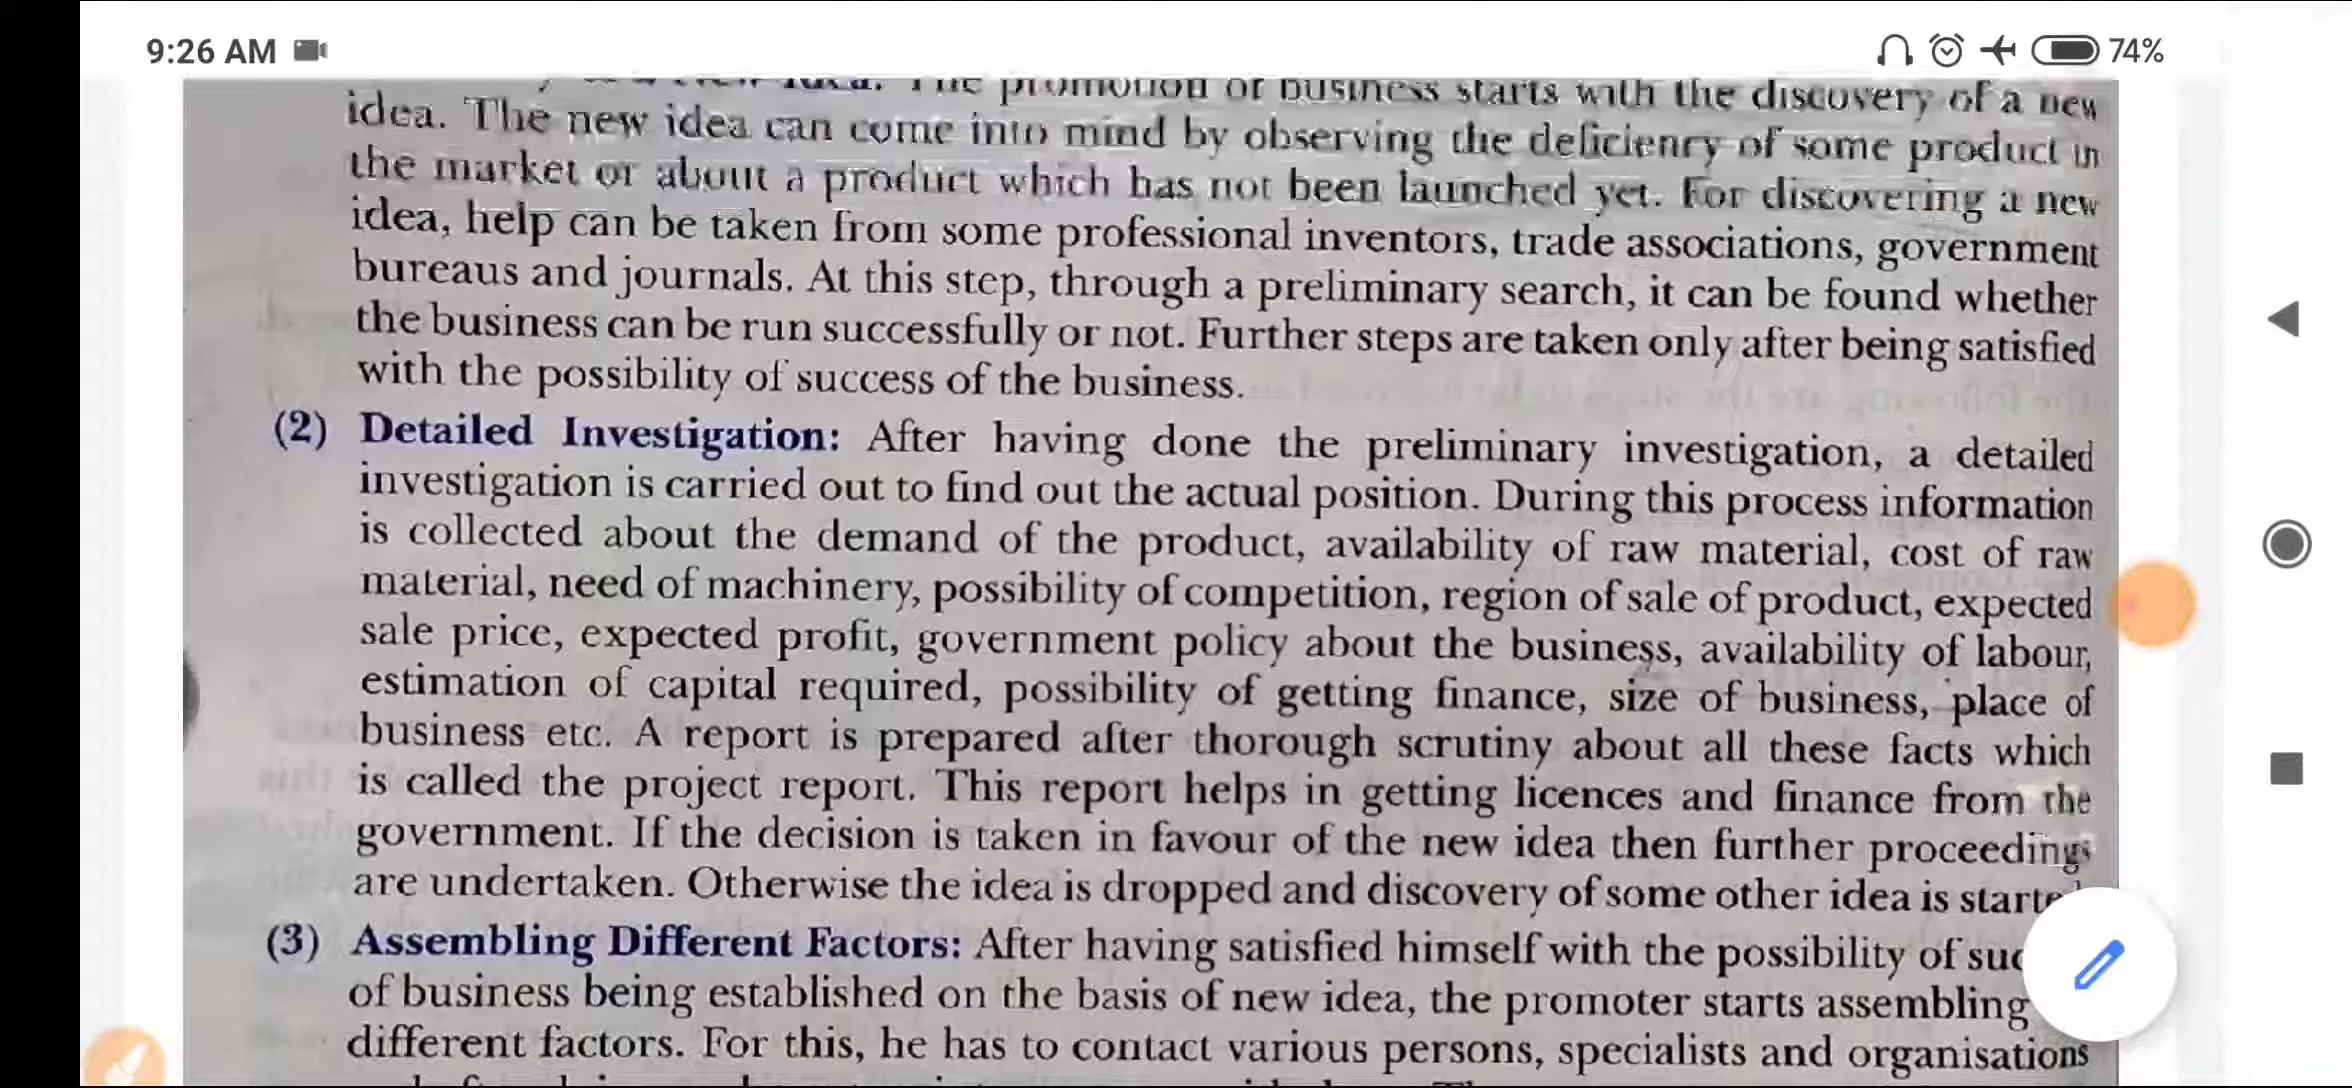 9:26 AM
74%
idea. The promotion of business starts with the discovery of a new
idea. The new idea can come into mind by observing the deficiency of some product in
the market or about a product which has not been launched yet. For discovering a new
idea, help can be taken from some professional inventors, trade associations, government
bureaus and journals. At this step, through a preliminary search, it can be found whether
the business can be run successfully or not. Further steps are taken only after being satisfied
with the possibility of success of the business.
(2) Detailed Investigation: After having done the preliminary investigation, a detailed
investigation is carried out to find out the actual position. During this process information
is collected about the demand of the product, availability of raw material, cost of raw
material, need of machinery, possibility of competition, region of sale of product, expected
sale price, expected profit, government policy about the business, availability of labour,
estimation of capital required, possibility of getting finance, size of business, place of
business etc. A report is prepared after thorough scrutiny about all these facts which
is called the project report. This report helps in getting licences and finance from the
government. If the decision is taken in favour of the new idea then further proceedings
are undertaken. Otherwise the idea is dropped and discovery of some other idea is starte
(3) Assembling Different Factors: After having satisfied himself with the possibility of suc
of business being established on the basis of new idea, the promoter starts assembling
different factors. For this, he has to contact various persons, specialists and organisations